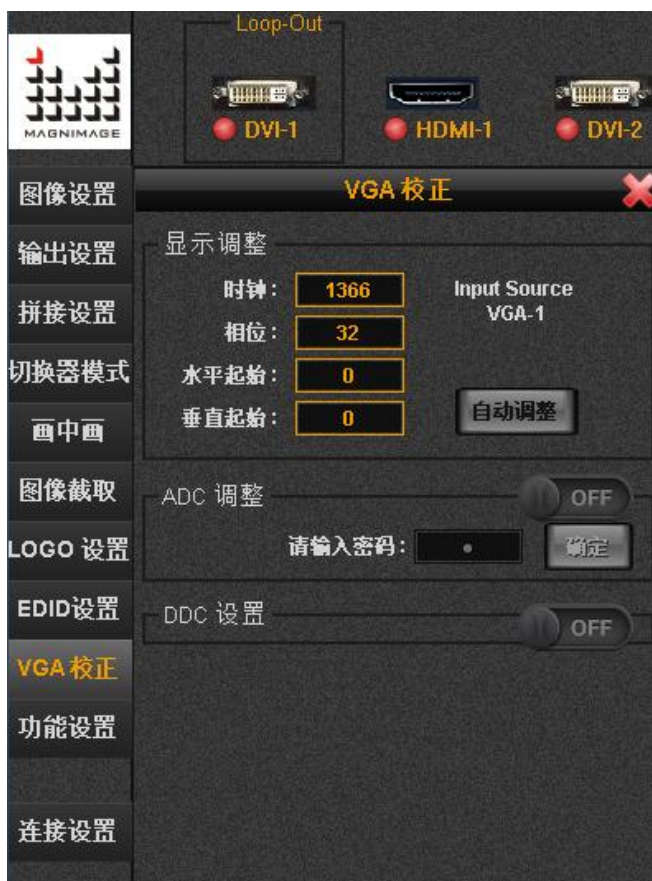 Loop-Out
MAGNIMAGE
DVI-1
HDMI-1
DVI-2
图像设置
输出设置
拼接设置
切换器模式
画中画
图像截取
LOGO 设置
EDID设置
VGA校正
功能设置
连接设置
VGA 校正
显示调整
时钟: 1366
相位: 32
水平起始: 0
垂直起始: 0
Input Source
VGA-1
自动调整
ADC 调整
OFF
请输入密码:
确定
DDC 设置
OFF